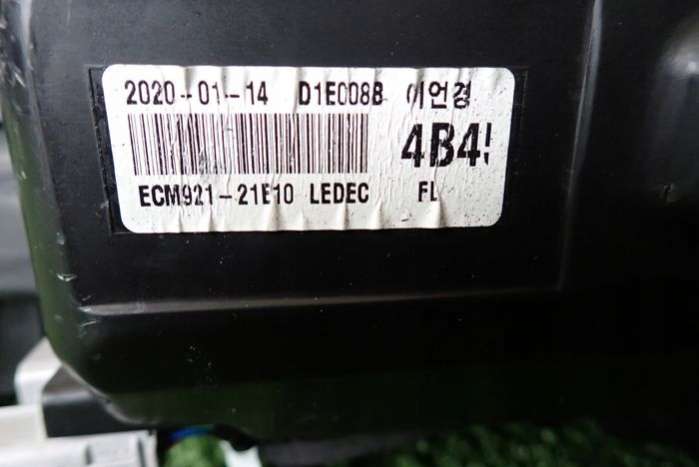 2020-01-14 D1E008B 이언경
4B4
ECM921-21E10 LEDEC FL